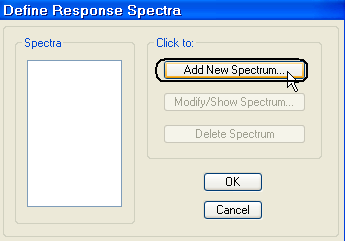 Define Response Spectra
Spectra
Click to:
Add New Spectrum...
Modify/Show Spectrum...
Delete Spectrum
OK
Cancel